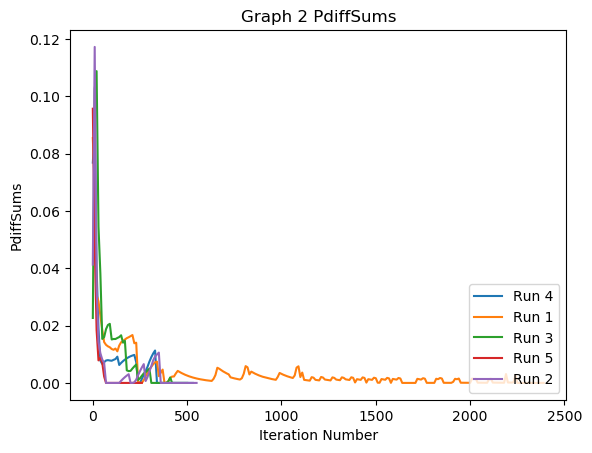 Graph 2 PdiffSums
0.12
0.10
0.08
0.06
0.04
0.02
0.00
PdiffSums
0
500
1000
1500
2000
2500
Iteration Number
Run 4
Run 1
Run 3
Run 5
Run 2